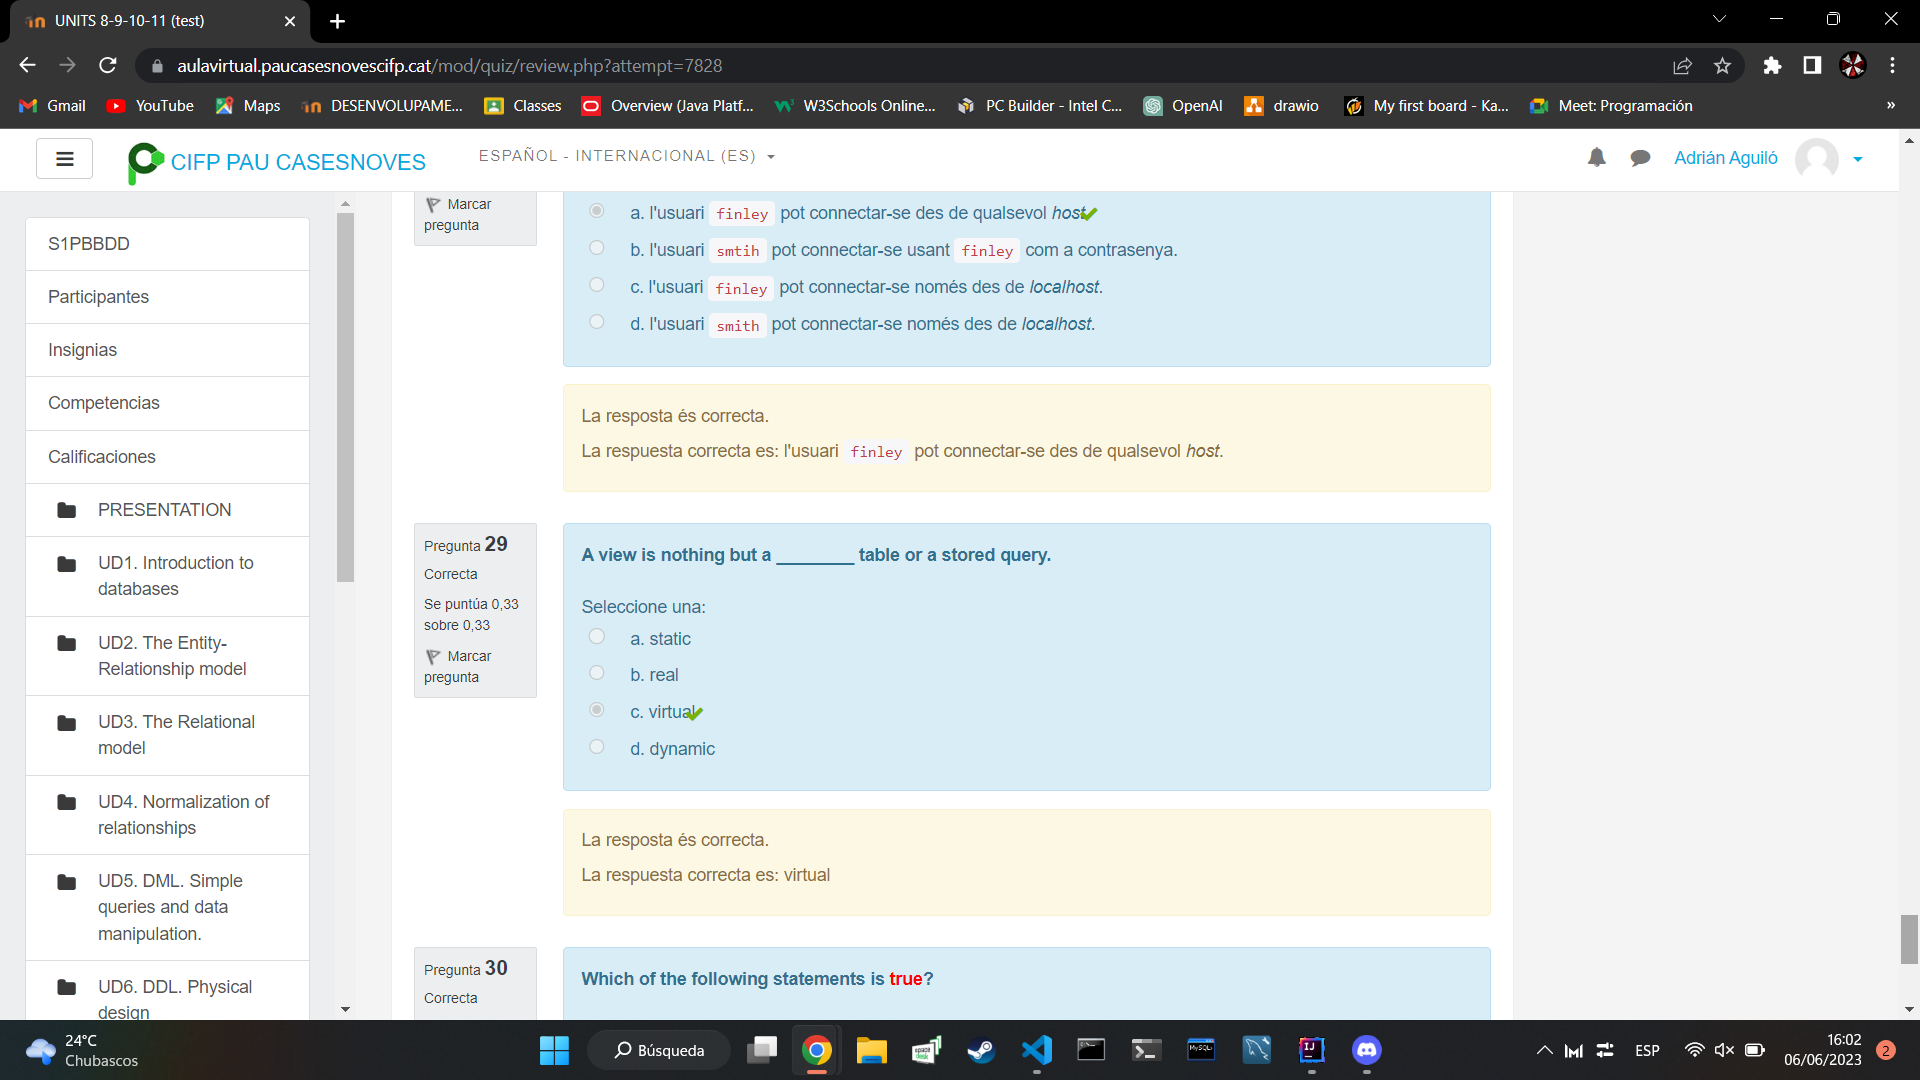 UNITS 8-9-10-11 (test)
aulavirtual.paucasesnovescifp.cat/mod/quiz/review.php?attempt=7828
Gmail YouTube Maps DESENVOLUPAME... Classes Overview (Java Platf... W3Schools Online... PC Builder - Intel C... OpenAI drawio My first board - Ka... Meet: Programación »
CIFP PAU CASESNOVES ESPAÑOL - INTERNACIONAL (ES) Adrián Aguiló
S1PBBDD
Participantes
Insignias
Competencias
Calificaciones
PRESENTATION
UD1. Introduction to
databases
UD2. The Entity-
Relationship model
UD3. The Relational
model
UD4. Normalization of
relationships
UD5. DML. Simple
queries and data
manipulation.
UD6. DDL. Physical
design
Marcar
pregunta
a. l'usuari finley pot connectar-se des de qualsevol host.
b. l'usuari smtih pot connectar-se usant finley com a contrasenya.
c. l'usuari finley pot connectar-se només des de localhost.
d. l'usuari smith pot connectar-se només des de localhost.
La resposta és correcta.
La respuesta correcta es: l'usuari finley pot connectar-se des de qualsevol host.
Pregunta 29
Correcta
Se puntúa 0,33
sobre 0,33
Marcar
pregunta
A view is nothing but a ________ table or a stored query.
Seleccione una:
a. static
b. real
c. virtual
d. dynamic
La resposta és correcta.
La respuesta correcta es: virtual
Pregunta 30
Correcta
Which of the following statements is true?
24°C
Chubascos
Búsqueda
ESP
16:02
06/06/2023
2